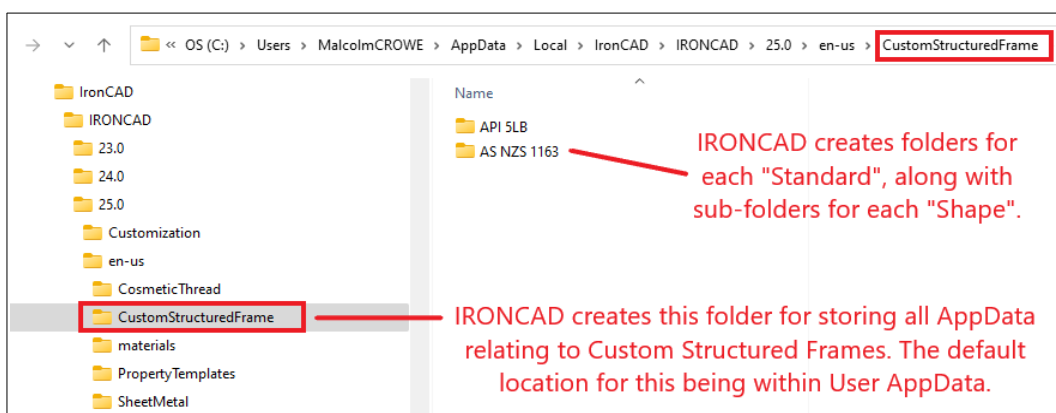 « OS (C:) › Users › MalcolmCROWE › AppData › Local › IronCAD › IRONCAD › 25.0 › en-us › CustomStructuredFrame
IronCAD
IRONCAD
23.0
24.0
25.0
Customization
en-us
CosmeticThread
CustomStructuredFrame
materials
PropertyTemplates
SheetMetal
Name
API 5LB
AS NZS 1163
IRONCAD creates folders for
each "Standard", along with
sub-folders for each "Shape".
IRONCAD creates this folder for storing all AppData
relating to Custom Structured Frames. The default
location for this being within User AppData.